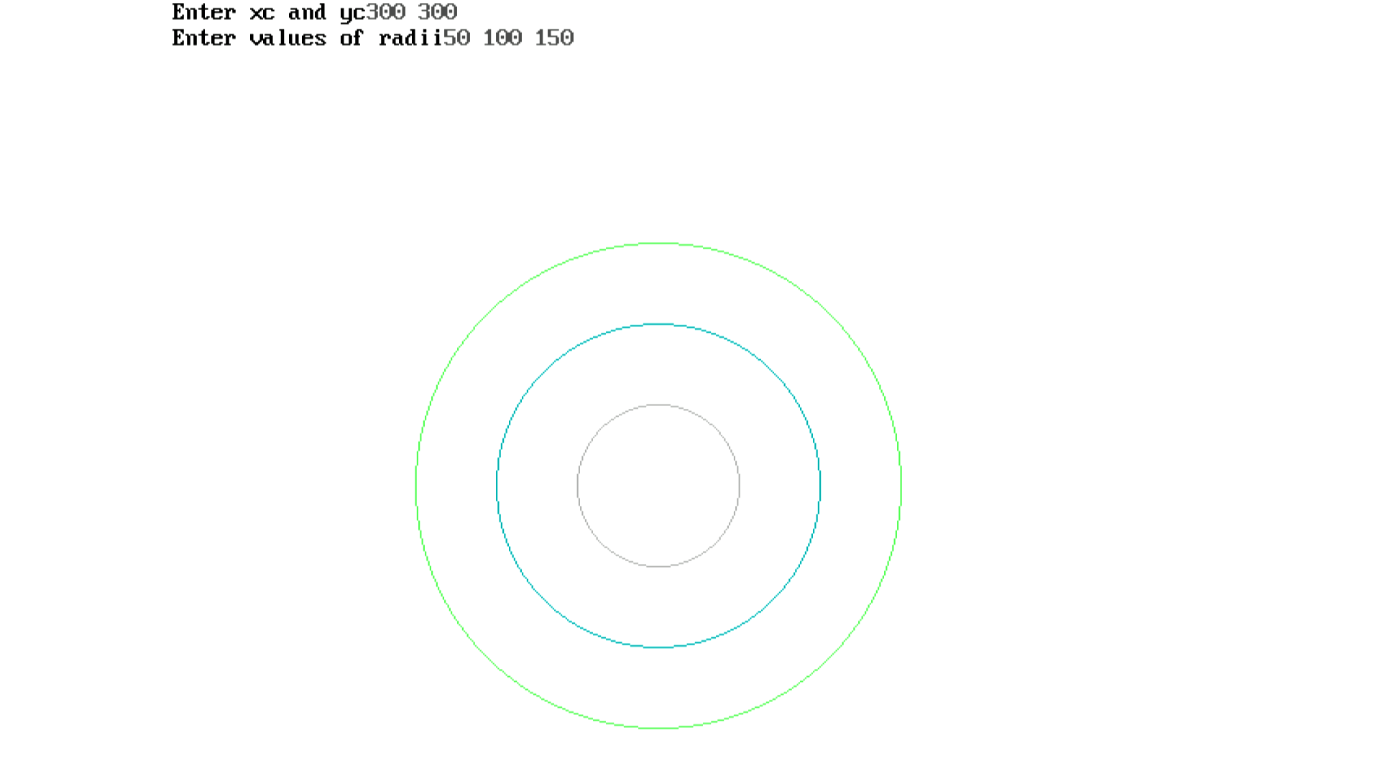 Enter xc and yc300 300
Enter values of radii50 100 150